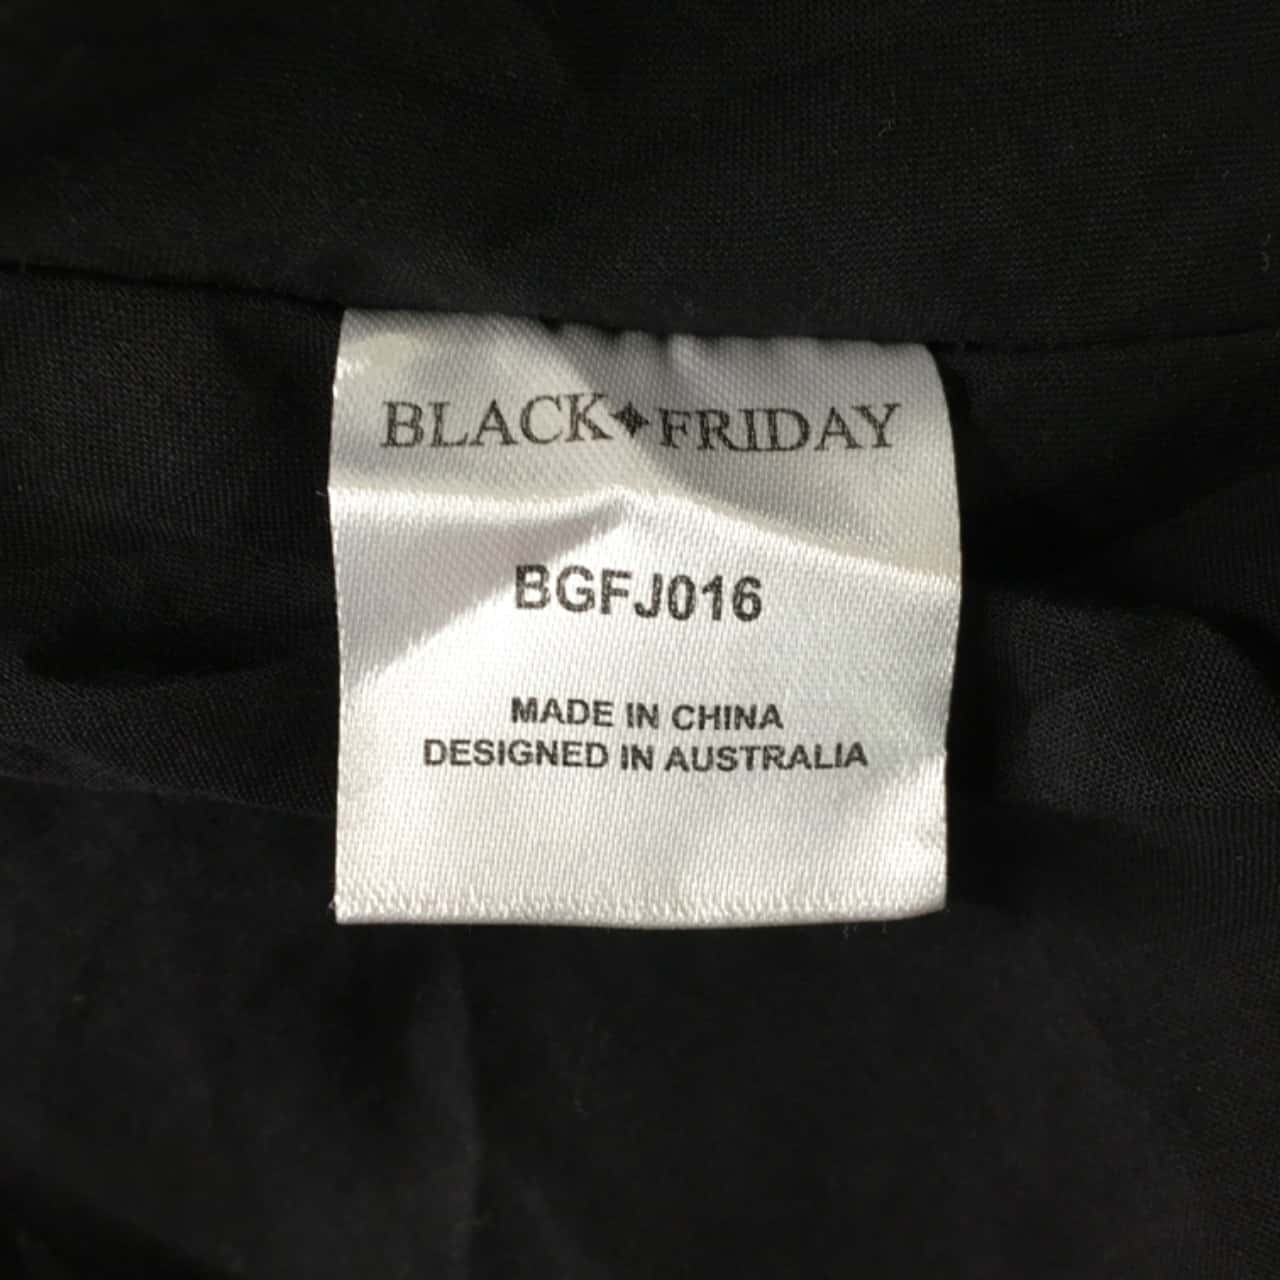 BLACK✦FRIDAY
BGFJ016
MADE IN CHINA
DESIGNED IN AUSTRALIA